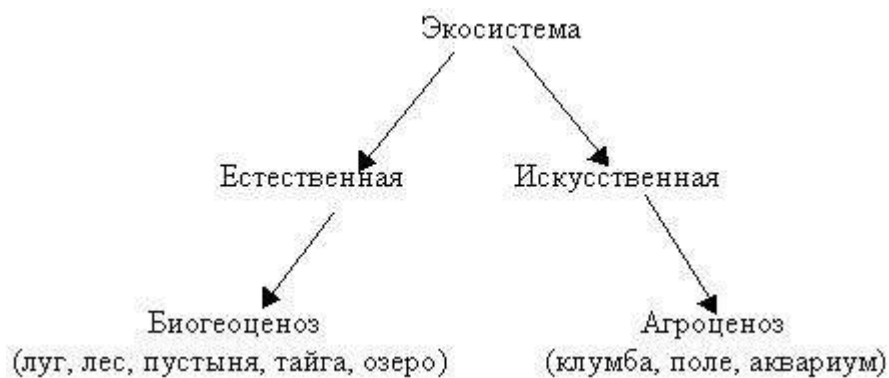 Экосистема
Естественная
Искусственная
Биогеоценоз
(луг, лес, пустыня, тайга, озеро)
Агроценоз
(клумба, поле, аквариум)